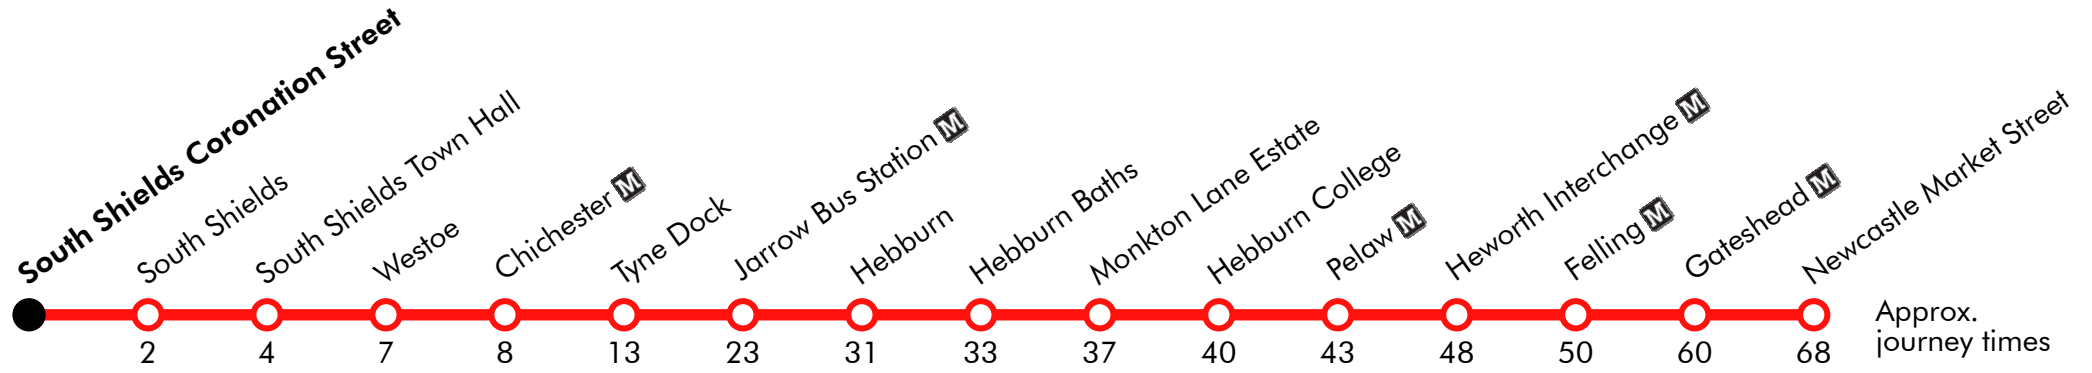 South Shields Coronation Street
South Shields
South Shields Town Hall
Westoe
Chichester M
Tyne Dock
Jarrow Bus Station M
Hebburn
Hebburn Baths
Monkton Lane Estate
Hebburn College
Pelaw M
Heworth Interchange M
Felling M
Gateshead M
Newcastle Market Street
2 4 7 8 13 23 31 33 37 40 43 48 50 60 68
Approx.
journey times